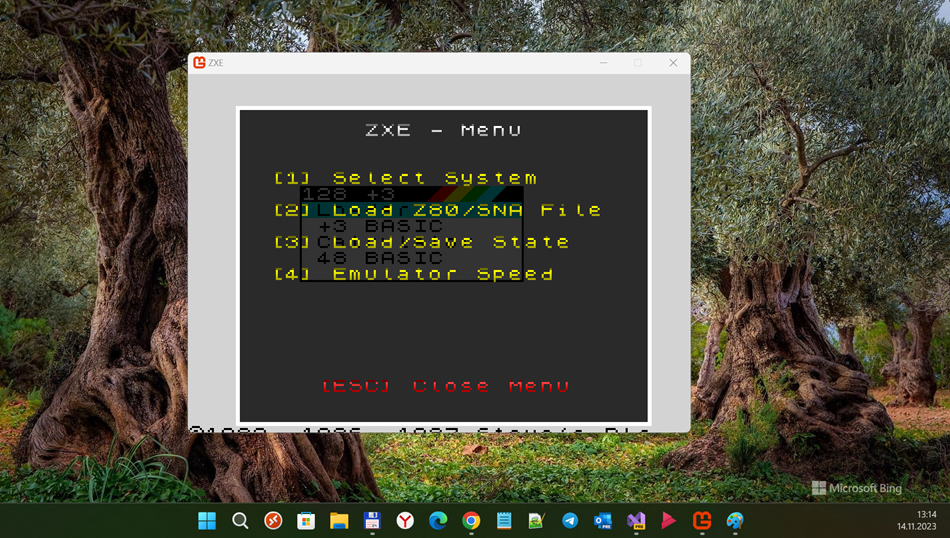 ZXE
ZXE - Menu
[1] Select System
128 +3
[2] Load Z80/SNA File
+3 BASIC
[3] Load/Save State
48 BASIC
[4] Emulator Speed
[ESC] Close Menu
Microsoft Bing
13:14
14.11.2023